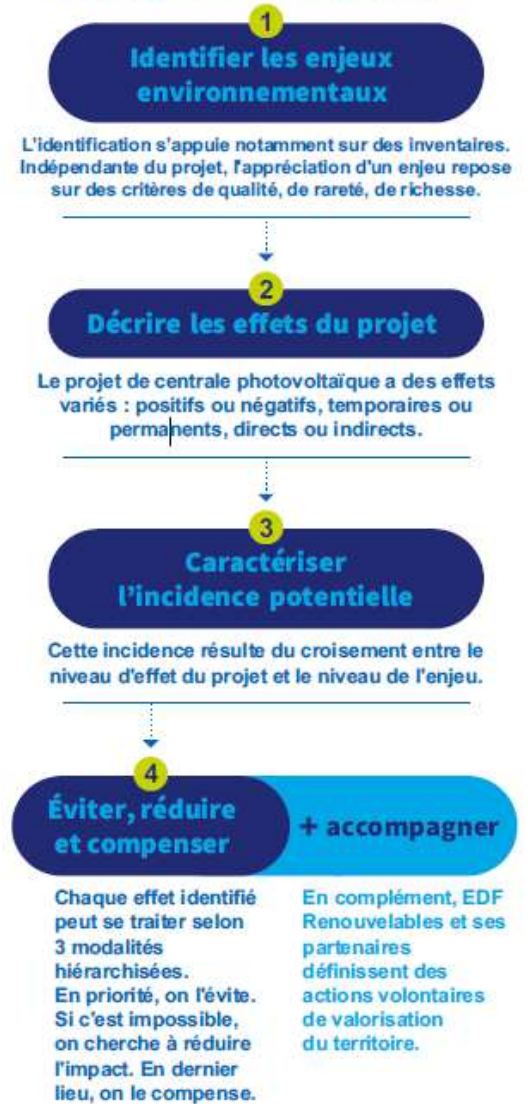 1
Identifier les enjeux
environnementaux
L'identification s'appuie notamment sur des inventaires.
Indépendante du projet, l'appréciation d'un enjeu repose
sur des critères de qualité, de rareté, de richesse.
2
Décrire les effets du projet
Le projet de centrale photovoltaïque a des effets
variés : positifs ou négatifs, temporaires ou
permanents, directs ou indirects.
3
Caractériser
l'incidence potentielle
Cette incidence résulte du croisement entre le
niveau d'effet du projet et le niveau de l'enjeu.
4
Éviter, réduire
et compenser
Chaque effet identifié
peut se traiter selon
3 modalités
hiérarchisées.
En priorité, on l'évite.
Si c'est impossible,
on cherche à réduire
l'impact. En dernier
lieu, on le compense.
+ accompagner
En complément, EDF
Renouvelables et ses
partenaires
définissent des
actions volontaires
de valorisation
du territoire.